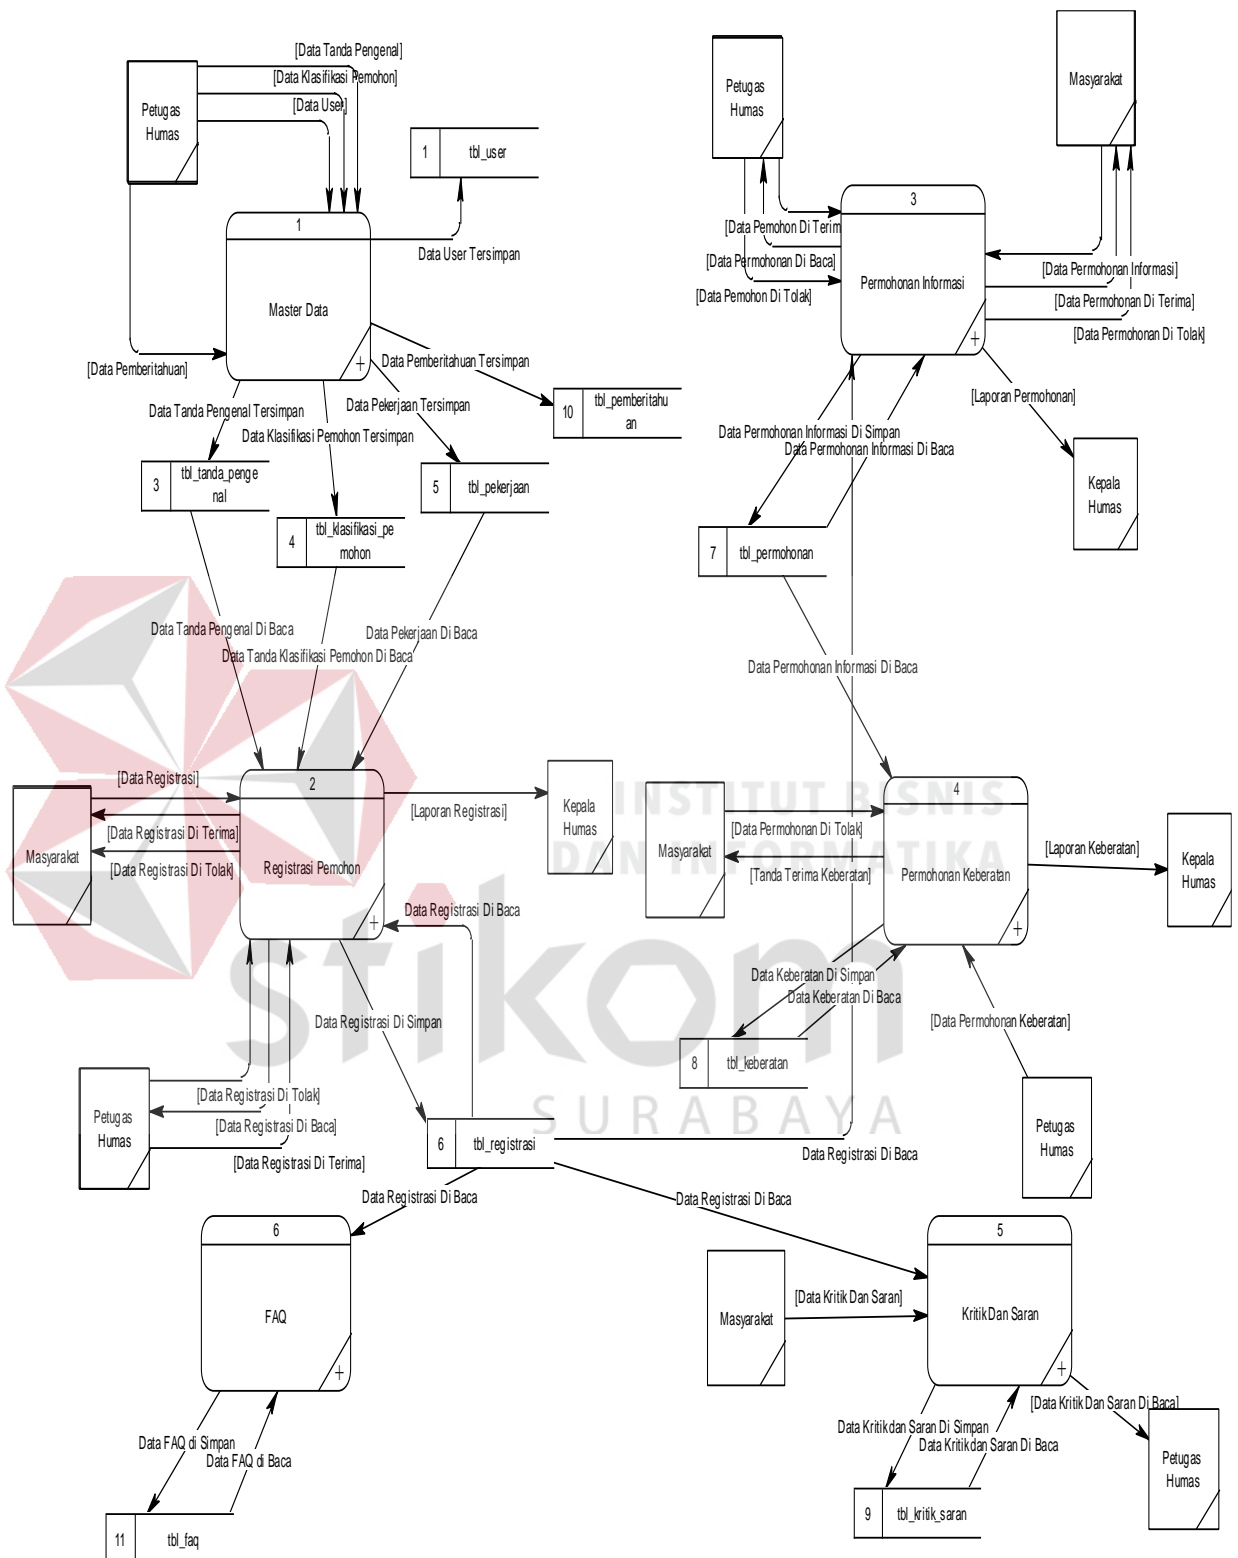 [Data Tanda Pengenal]
[Data Klasifikasi Pemohon]
[Data User]
Petugas
Humas
1
tbl_user
1
Data User Tersimpan
Master Data
+
[Data Pemberitahuan]
Data Pemberitahuan Tersimpan
Data Tanda Pengenal Tersimpan
Data Pekerjaan Tersimpan
Data Klasifikasi Pemohon Tersimpan
10
tbl_pemberitahu
an
3
tbl_tanda_penge
nal
5
tbl_pekerjaan
4
tbl_klasifikasi_pe
mohon
Petugas
Humas
Masyarakat
3
[Data Pemohon Di Terim
[Data Permohonan Di Baca]
[Data Pemohon Di Tolak]
Permohonan Informasi
+
[Data Permohonan Informasi]
[Data Permohonan Di Terima]
[Data Permohonan Di Tolak]
[Laporan Permohonan]
Data Permohonan Informasi Di Simpan
Data Permohonan Informasi Di Baca
Kepala
Humas
7
tbl_permohonan
Data Tanda Pengenal Di Baca
Data Pekerjaan Di Baca
Data Tanda Klasifikasi Pemohon Di Baca
Data Permohonan Informasi Di Baca
[Data Registrasi]
2
Masyarakat
[Data Registrasi Di Terima]
[Data Registrasi Di Tolak]
Registrasi Pemohon
+
[Laporan Registrasi]
Kepala
Humas
Data Registrasi Di Baca
INSTITUT BISNIS
DAN INFORMATIKA
stikom
SURABAYA
4
Masyarakat
[Data Permohonan Di Tolak]
[Tanda Terima Keberatan]
Permohonan Keberatan
+
[Laporan Keberatan]
Kepala
Humas
Data Keberatan Di Simpan
Data Keberatan Di Baca
[Data Permohonan Keberatan]
8
tbl_keberatan
Petugas
Humas
Data Registrasi Di Simpan
Petugas
Humas
[Data Registrasi Di Tolak]
[Data Registrasi Di Baca]
[Data Registrasi Di Terima]
6
tbl_registrasi
Data Registrasi Di Baca
Data Registrasi Di Baca
Data Registrasi Di Baca
6
FAQ
+
Data FAQ di Simpan
Data FAQ di Baca
11
tbl_faq
5
Masyarakat
[Data Kritik Dan Saran]
Kritik Dan Saran
+
[Data Kritik Dan Saran Di Baca]
Data Kritik dan Saran Di Simpan
Data Kritik dan Saran Di Baca
Petugas
Humas
9
tbl_kritik_saran